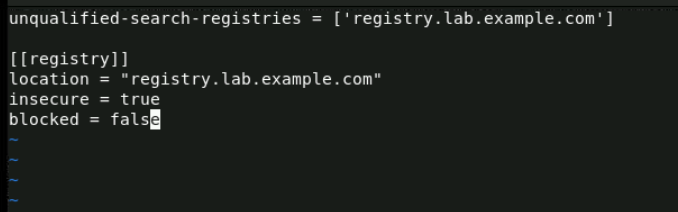 unqualified-search-registries = ['registry.lab.example.com']

[[registry]]
location = "registry.lab.example.com"
insecure = true
blocked = false
~
~
~
~